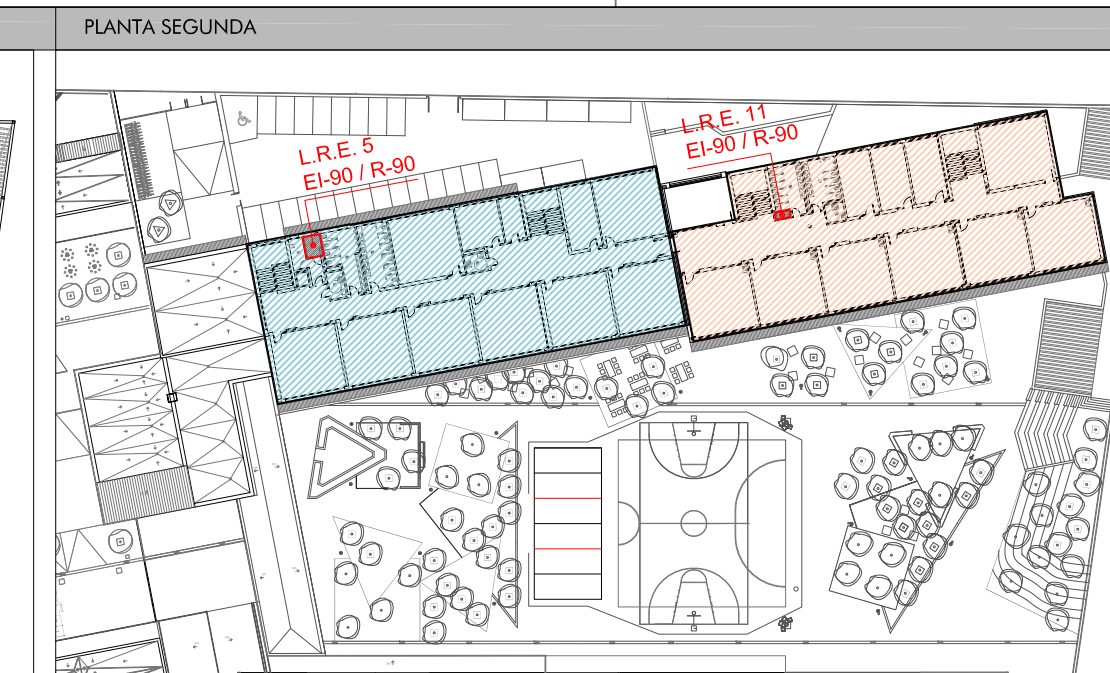 PLANTA SEGUNDA
L.R.E. 5
EI-90 / R-90
L.R.E. 11
EI-90 / R-90